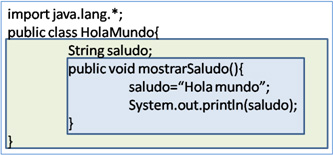 import java.lang.*;
public class HolaMundo{
String saludo;
public void mostrarSaludo(){
saludo=“Hola mundo”;
System.out.println(saludo);
}
}